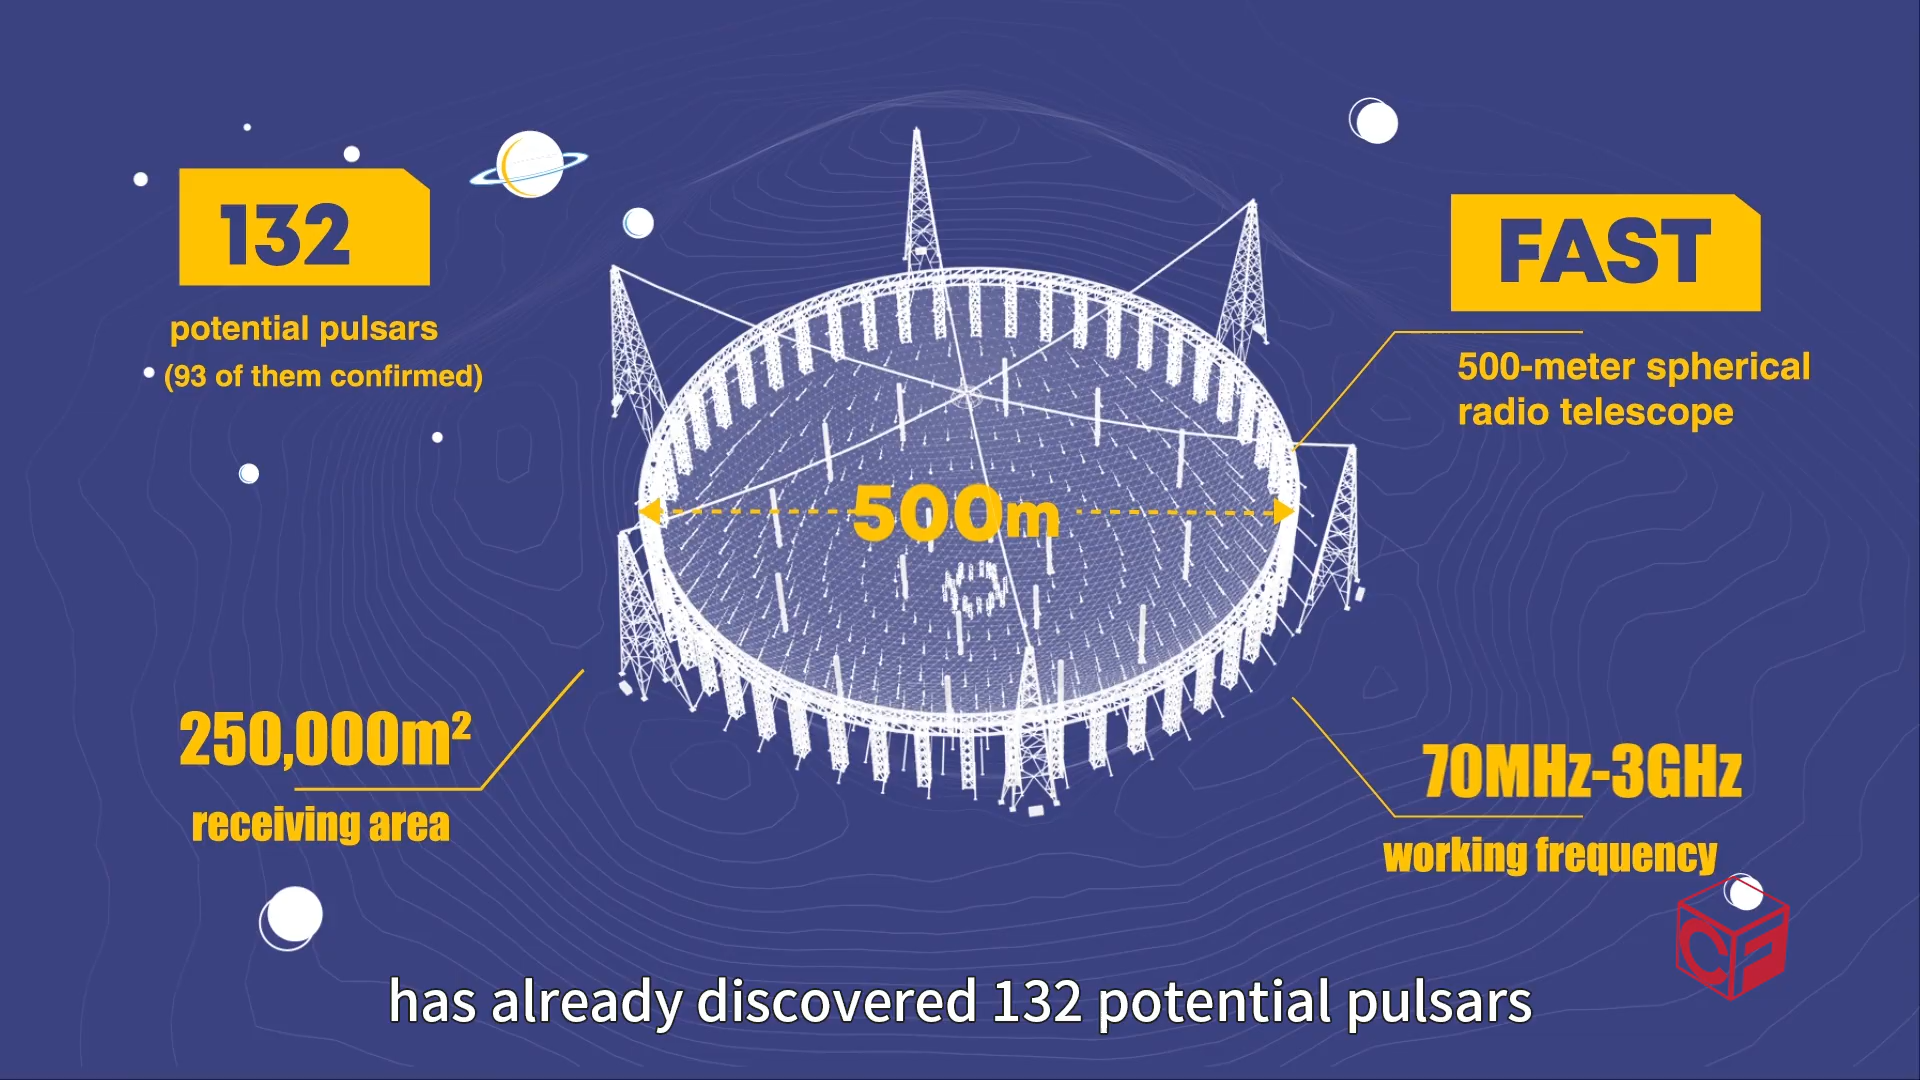 132
potential pulsars
(93 of them confirmed)
FAST
500-meter spherical
radio telescope
500m
250,000m²
receiving area
70MHz-3GHz
working frequency
CF
has already discovered 132 potential pulsars